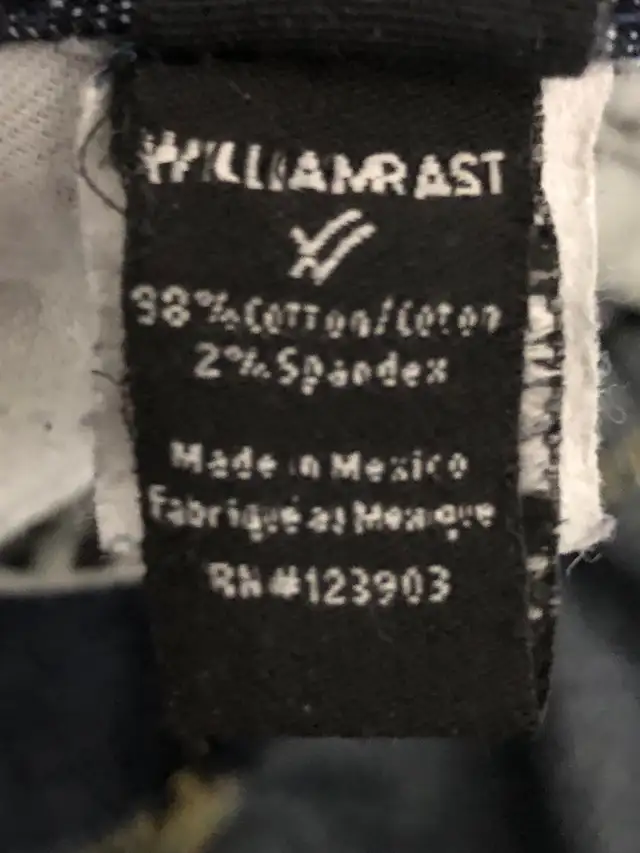 WILLIAMRAST
98% Cotton/Coton
2% Spandex
Made in Mexico
Fabriqué au Mexique
RN#123903